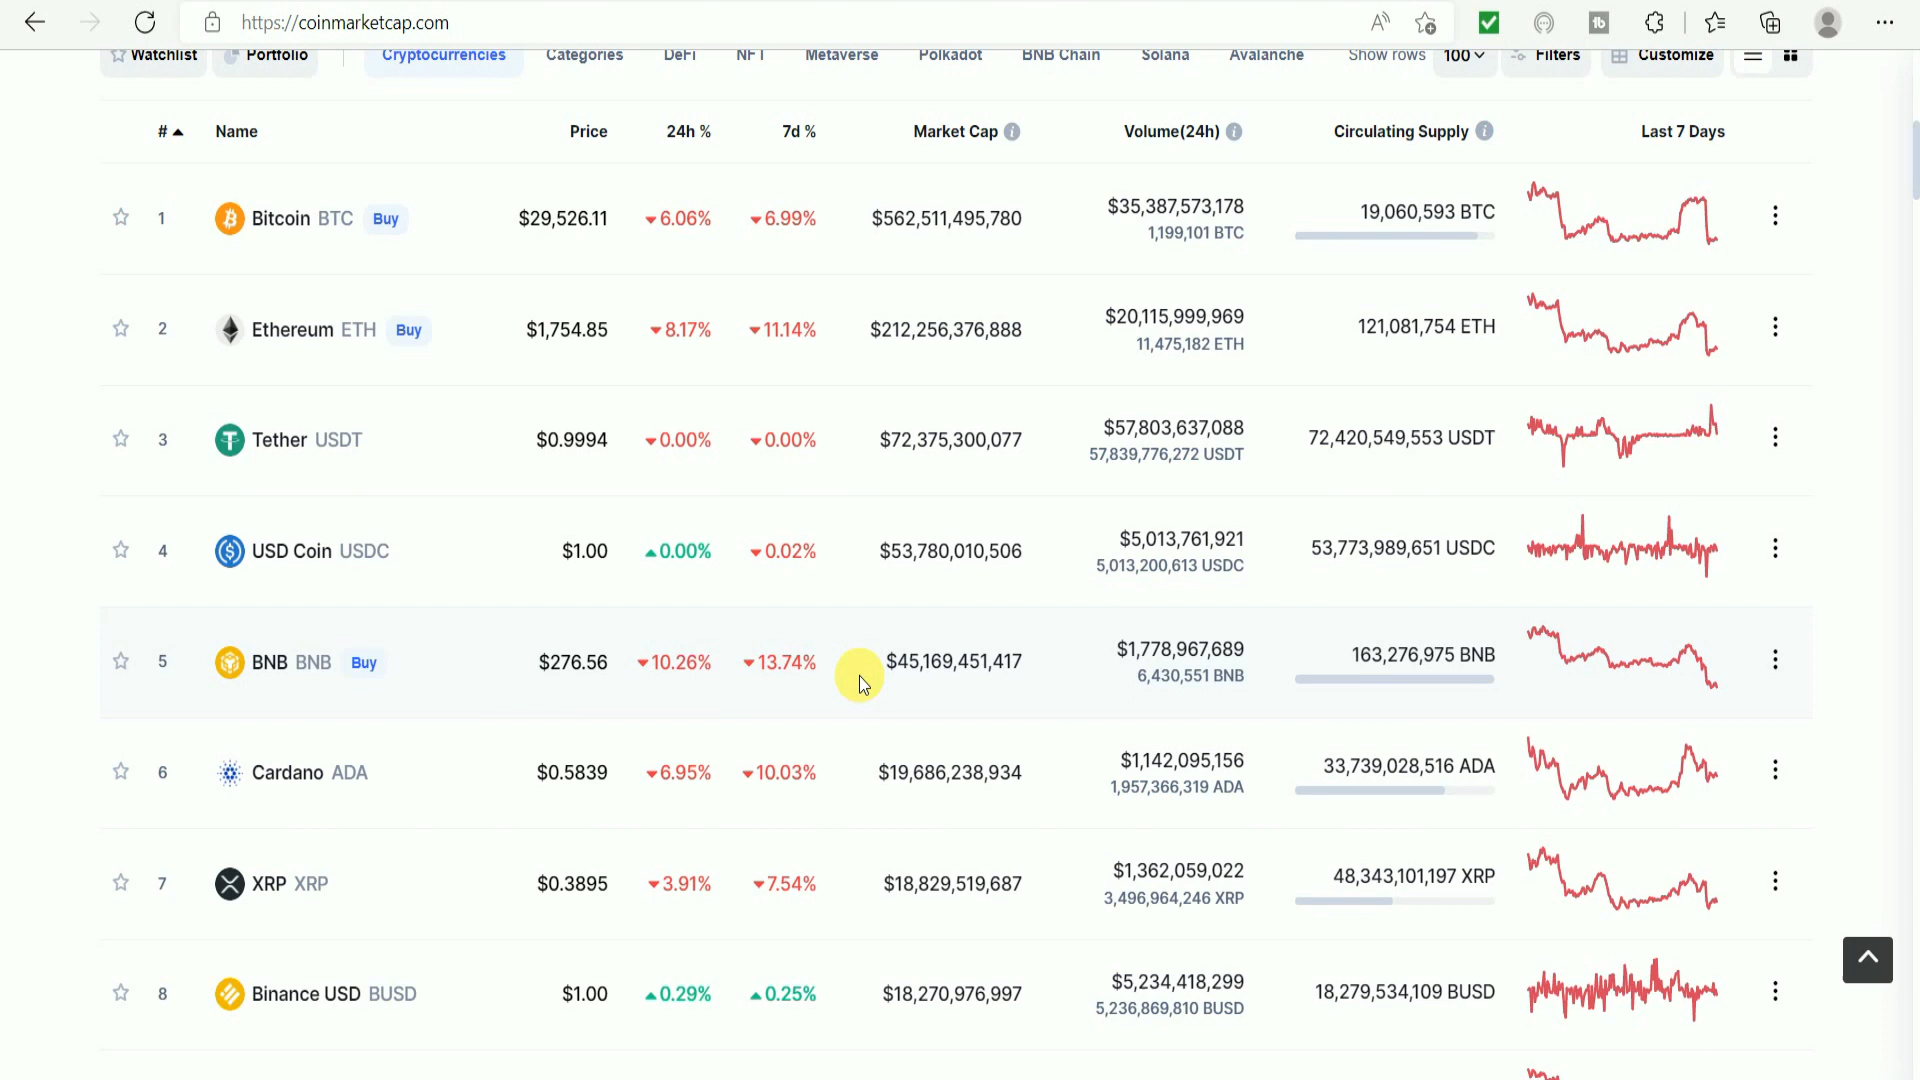 https://coinmarketcap.com
Watchlist Portfolio Cryptocurrencies Categories DeFi NFT Metaverse Polkadot BNB Chain Solana Avalanche Show rows 100 Filters Customize
# Name Price 24h % 7d % Market Cap Volume(24h) Circulating Supply Last 7 Days
1 Bitcoin BTC Buy $29,526.11 6.06% 6.99% $562,511,495,780 $35,387,573,178 19,060,593 BTC
1,199,101 BTC
2 Ethereum ETH Buy $1,754.85 8.17% 11.14% $212,256,376,888 $20,115,999,969 121,081,754 ETH
11,475,182 ETH
3 Tether USDT $0.9994 0.00% 0.00% $72,375,300,077 $57,803,637,088 72,420,549,553 USDT
57,839,776,272 USDT
4 USD Coin USDC $1.00 0.00% 0.02% $53,780,010,506 $5,013,761,921 53,773,989,651 USDC
5,013,200,613 USDC
5 BNB BNB Buy $276.56 10.26% 13.74% $45,169,451,417 $1,778,967,689 163,276,975 BNB
6,430,551 BNB
6 Cardano ADA $0.5839 6.95% 10.03% $19,686,238,934 $1,142,095,156 33,739,028,516 ADA
1,957,366,319 ADA
7 XRP XRP $0.3895 3.91% 7.54% $18,829,519,687 $1,362,059,022 48,343,101,197 XRP
3,496,964,246 XRP
8 Binance USD BUSD $1.00 0.29% 0.25% $18,270,976,997 $5,234,418,299 18,279,534,109 BUSD
5,236,869,810 BUSD